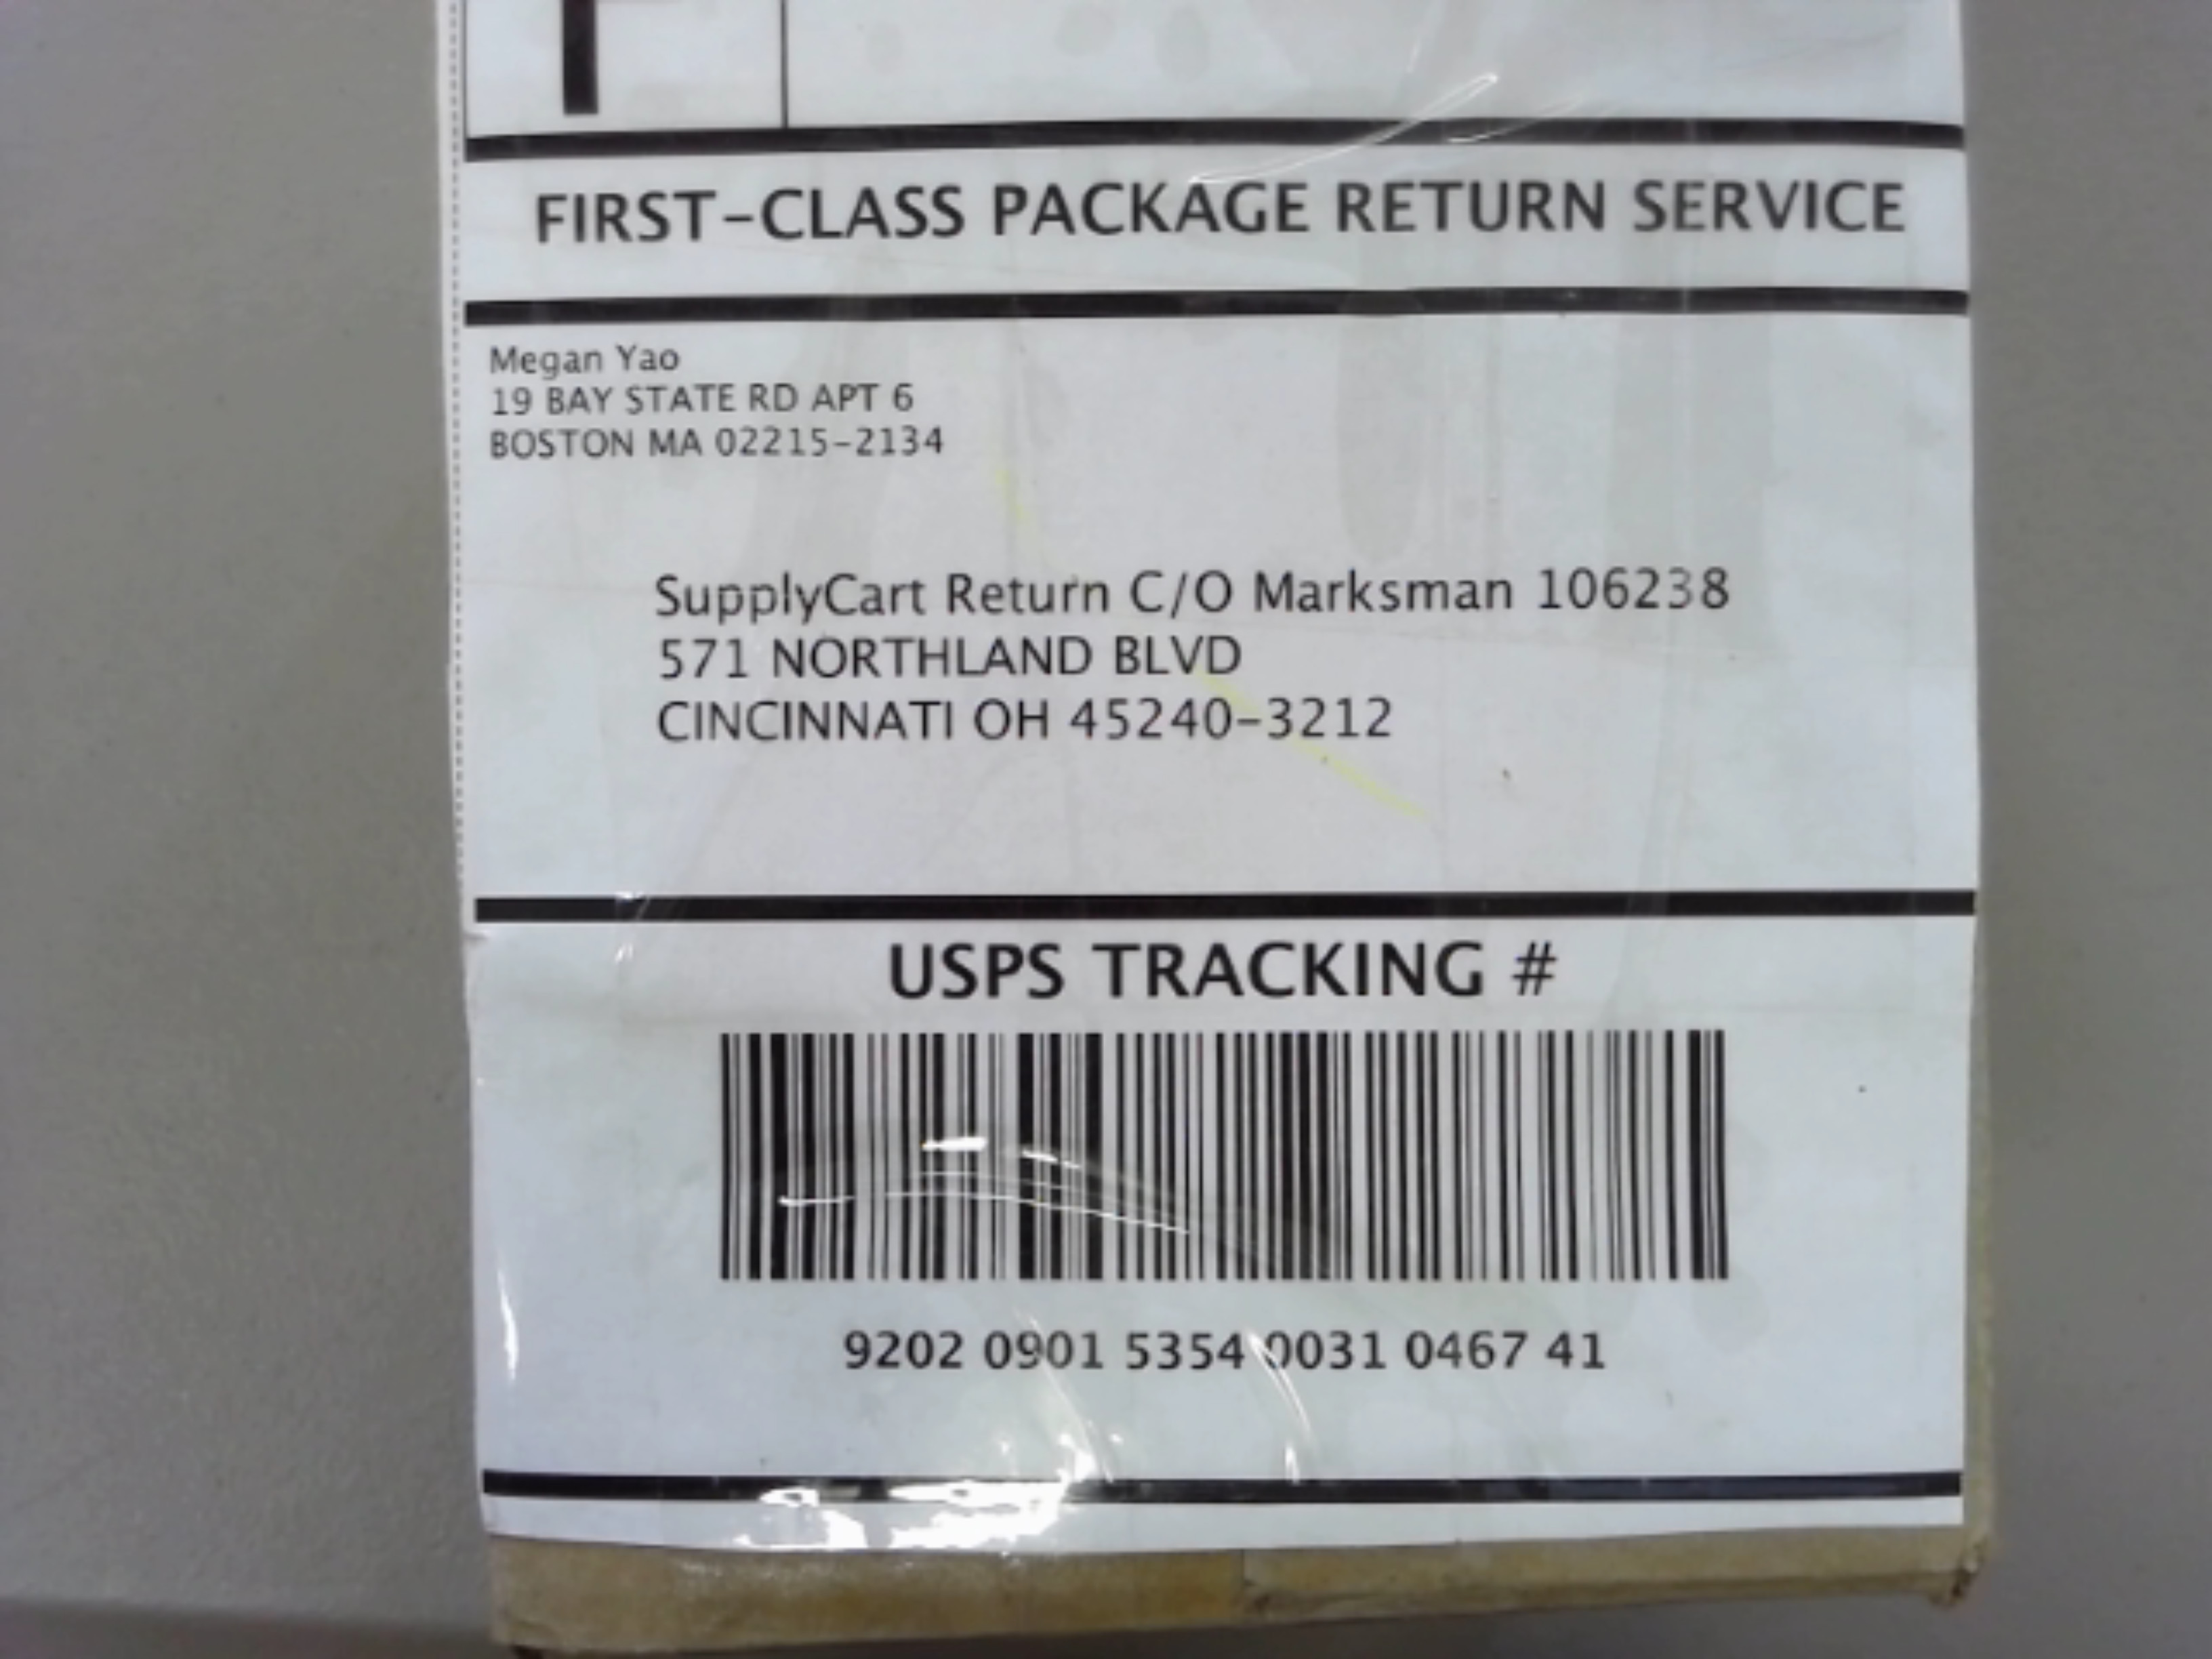 FIRST-CLASS PACKAGE RETURN SERVICE
Megan Yao
19 BAY STATE RD APT 6
BOSTON MA 02215-2134
SupplyCart Return C/O Marksman 106238
571 NORTHLAND BLVD
CINCINNATI OH 45240-3212
USPS TRACKING #
9202 0901 5354 0031 0467 41